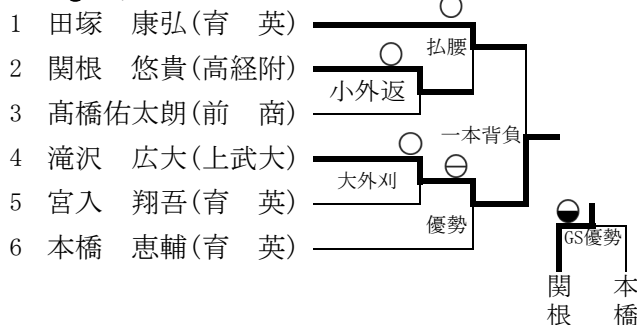 1 田塚 康弘(育 英)
払腰
2 関根 悠貴(高経附)
小外返
3 髙橋佑太朗(前 商)
一本背負
4 滝沢 広大(上武大)
大外刈
5 宮入 翔吾(育 英)
優勢
6 本橋 恵輔(育 英)
GS優勢
関根
本橋